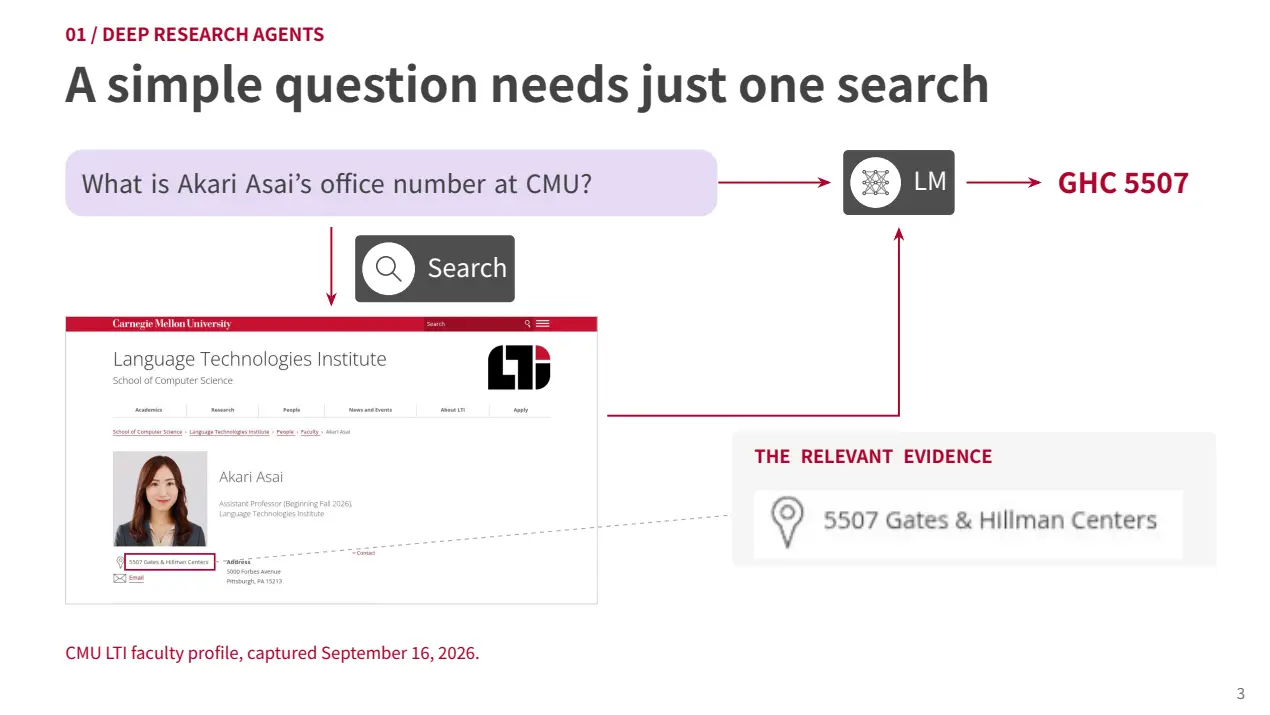 01 / DEEP RESEARCH AGENTS
A simple question needs just one search
What is Akari Asai’s office number at CMU?
LM
GHC 5507
Search
Carnegie Mellon University
Search
Language Technologies Institute
School of Computer Science
LTI
Academics
Research
People
News and Events
About LTI
Apply
School of Computer Science › Language Technologies Institute › People › Faculty › Akari Asai
Akari Asai
Assistant Professor (Beginning Fall 2026),
Language Technologies Institute
Contact
5507 Gates & Hillman Centers
Address
5000 Forbes Avenue
Email
Pittsburgh, PA 15213
THE RELEVANT EVIDENCE
5507 Gates & Hillman Centers
CMU LTI faculty profile, captured September 16, 2026.
3